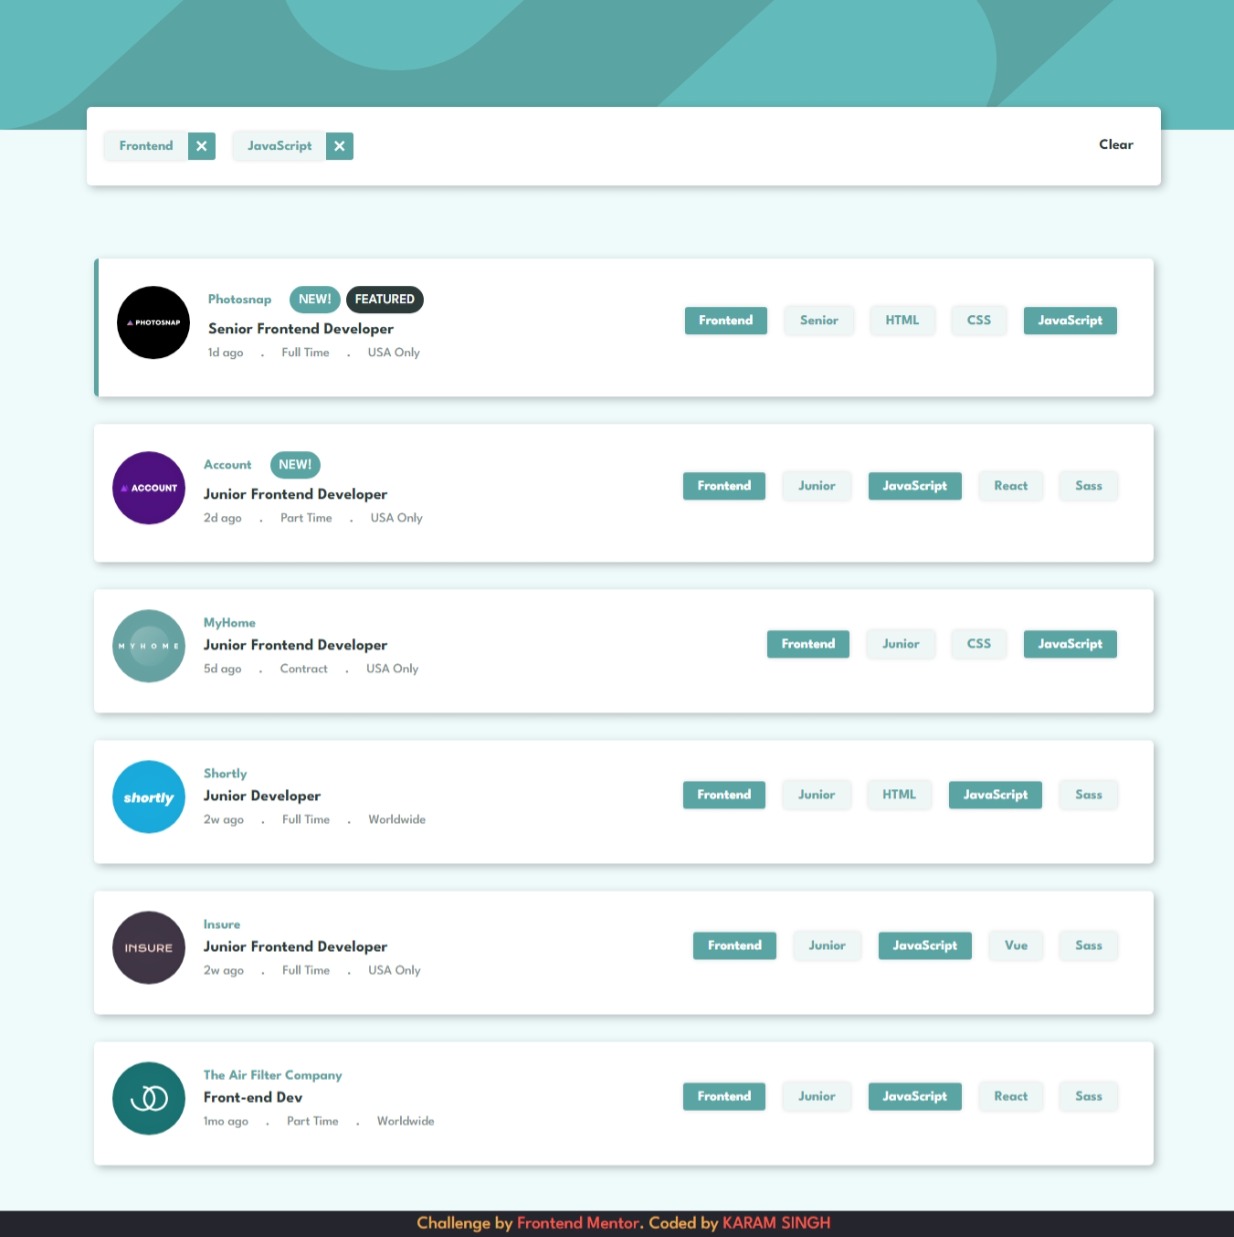 Frontend ✕ JavaScript ✕ Clear
PHOTOSNAP
Photosnap NEW! FEATURED
Senior Frontend Developer
1d ago . Full Time . USA Only
Frontend Senior HTML CSS JavaScript
ACCOUNT
Account NEW!
Junior Frontend Developer
2d ago . Part Time . USA Only
Frontend Junior JavaScript React Sass
MYHOME
MyHome
Junior Frontend Developer
5d ago . Contract . USA Only
Frontend Junior CSS JavaScript
shortly
Shortly
Junior Developer
2w ago . Full Time . Worldwide
Frontend Junior HTML JavaScript Sass
INSURE
Insure
Junior Frontend Developer
2w ago . Full Time . USA Only
Frontend Junior JavaScript Vue Sass
The Air Filter Company
Front-end Dev
1mo ago . Part Time . Worldwide
Frontend Junior JavaScript React Sass
Challenge by Frontend Mentor. Coded by KARAM SINGH